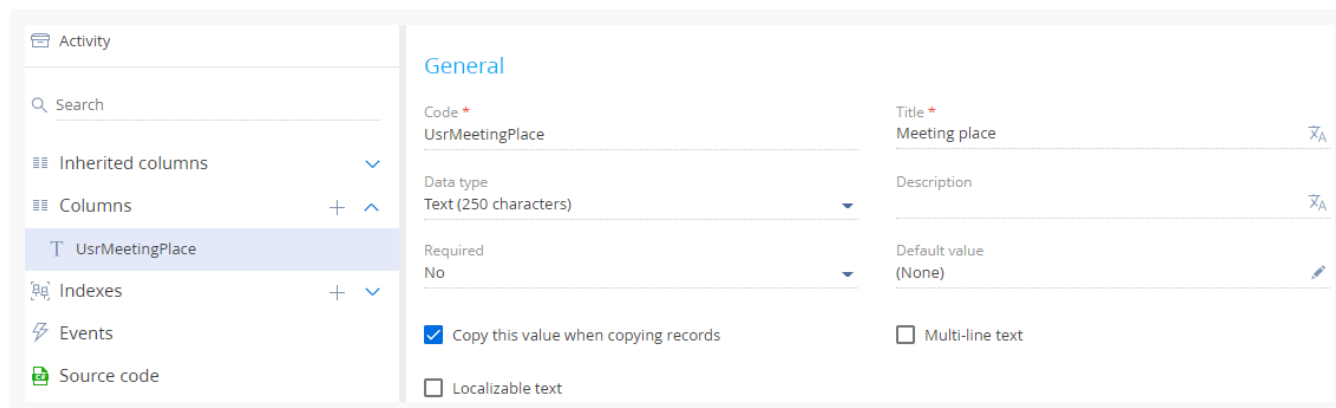 Activity
Search
Inherited columns
Columns
T UsrMeetingPlace
Indexes
Events
Source code
General
Code *
UsrMeetingPlace
Title *
Meeting place
Data type
Text (250 characters)
Description
Required
No
Default value
(None)
Copy this value when copying records
Multi-line text
Localizable text